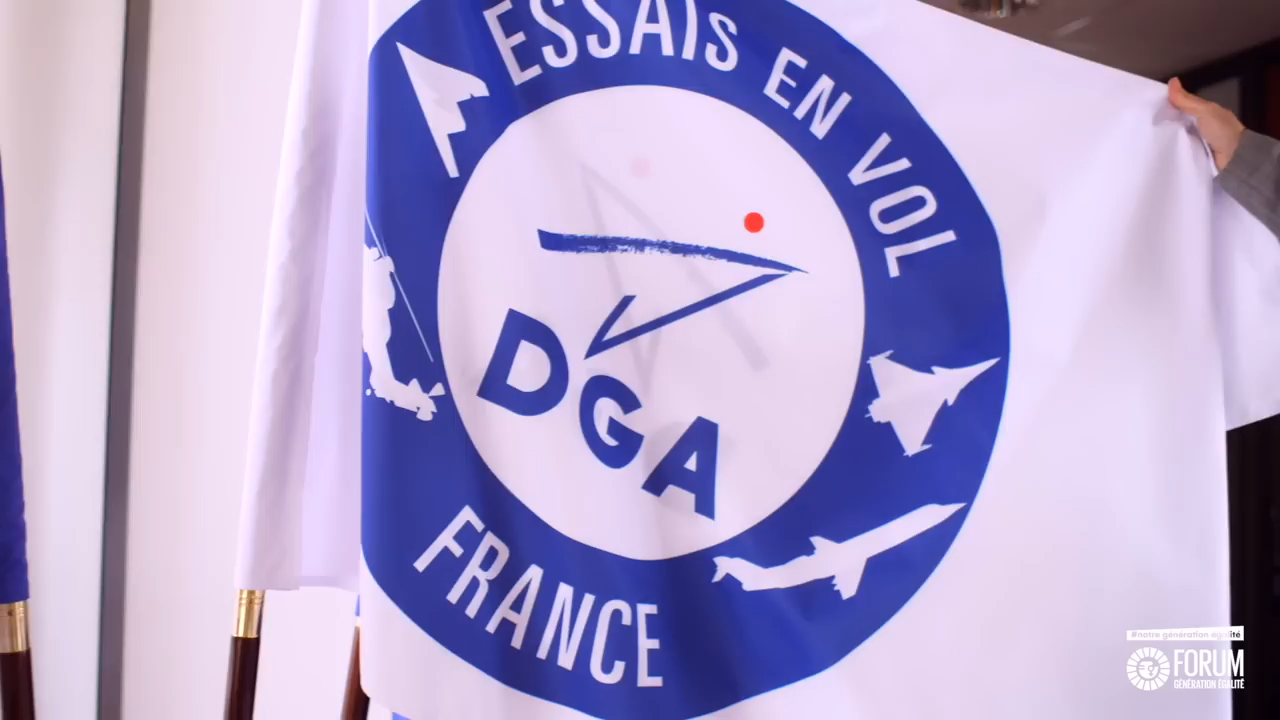 ESSAIS EN VOL
DGA
FRANCE
#notre génération égalité
FORUM
GÉNÉRATION ÉGALITÉ